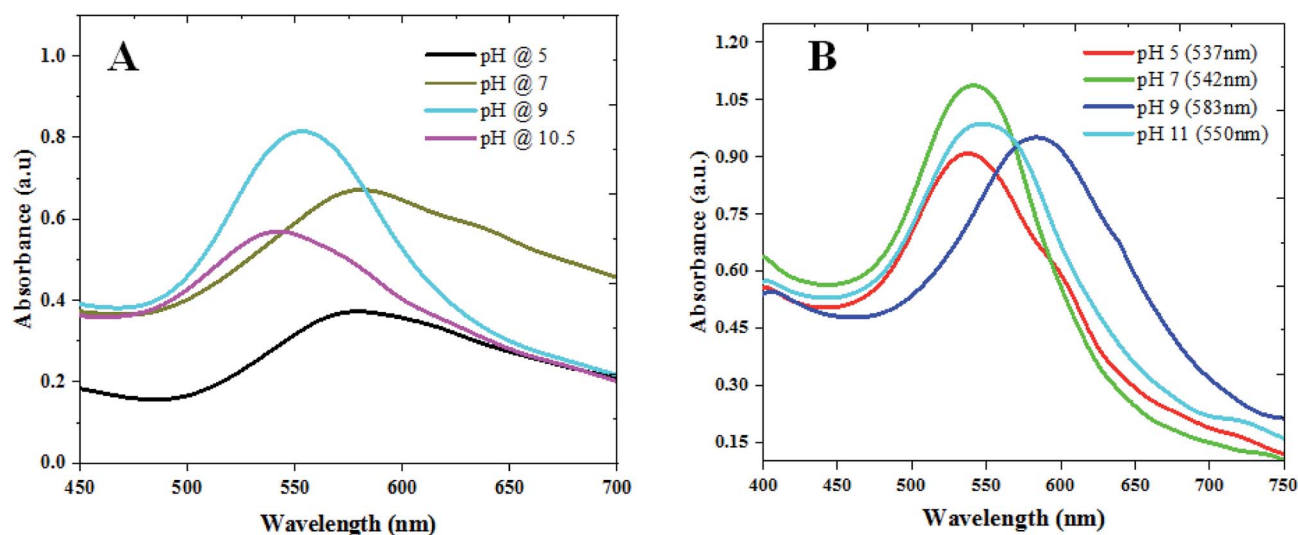 A
pH @ 5
pH @ 7
pH @ 9
pH @ 10.5
1.0
0.8
0.6
0.4
0.2
0.0
Absorbance (a.u)
450 500 550 600 650 700
Wavelength (nm)
B
pH 5 (537nm)
pH 7 (542nm)
pH 9 (583nm)
pH 11 (550nm)
1.20
1.05
0.90
0.75
0.60
0.45
0.30
0.15
Absorbance (a.u.)
400 450 500 550 600 650 700 750
Wavelength (nm)